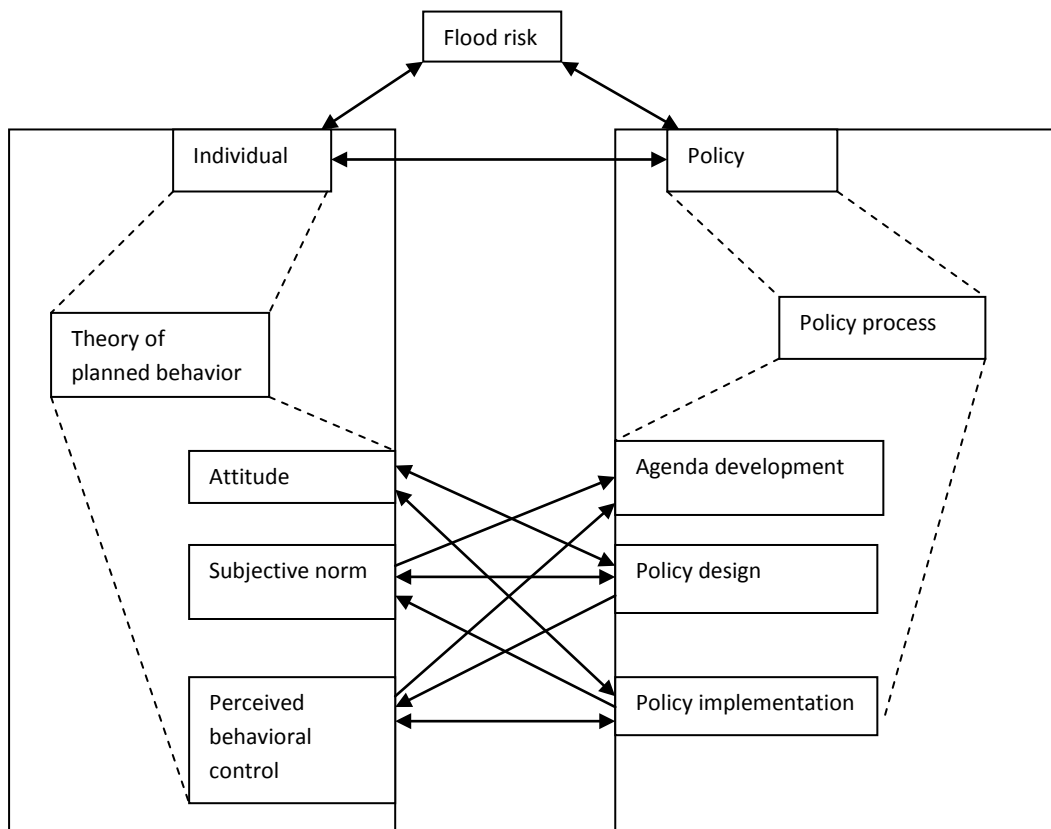 Flood risk
Individual
Policy
Theory of
planned behavior
Policy process
Attitude
Agenda development
Subjective norm
Policy design
Perceived
behavioral
control
Policy implementation